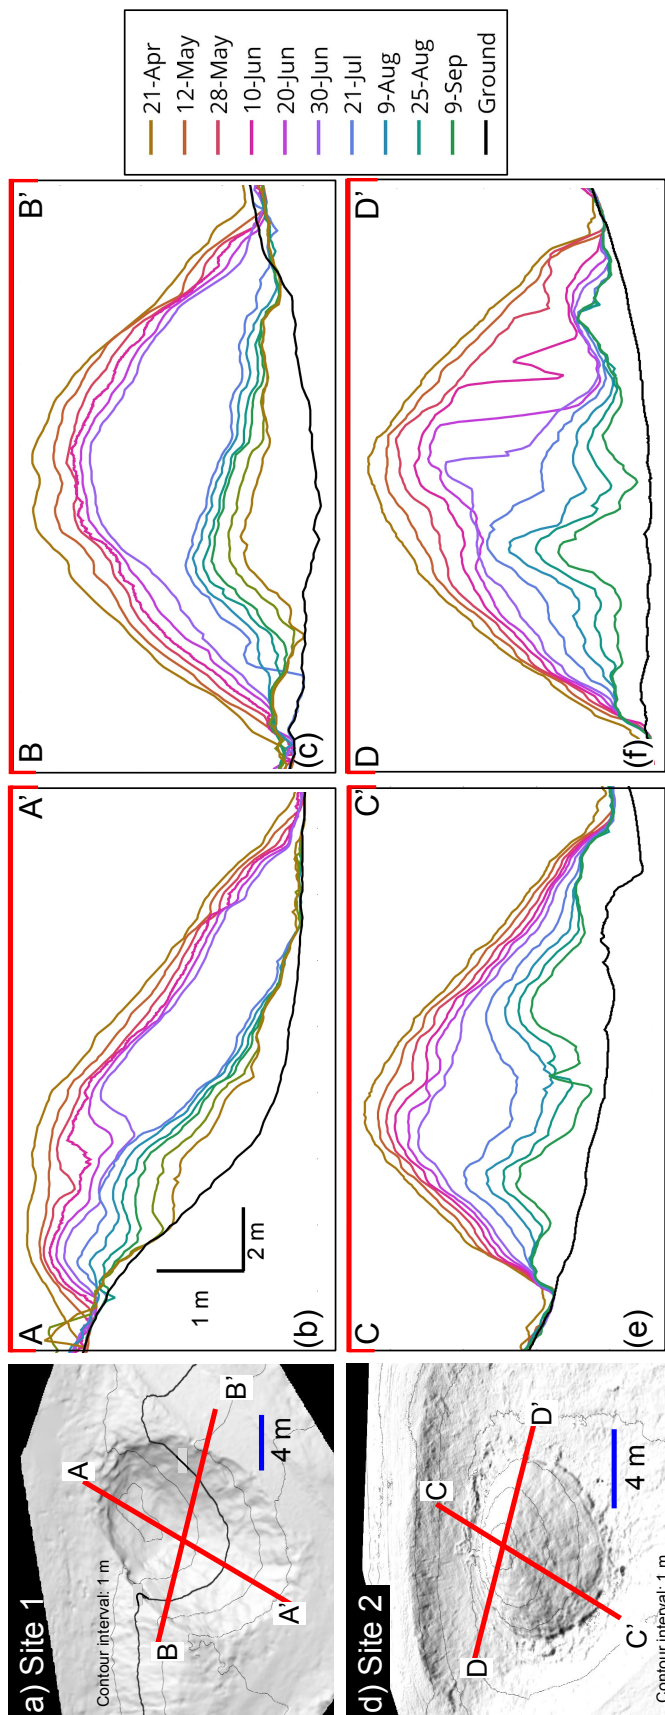 a) Site 1
Contour interval: 1 m
A
A'
B
B'
4 m
A
A'
1 m
2 m
(b)
B
B'
(c)
21-Apr
12-May
28-May
10-Jun
20-Jun
30-Jun
21-Jul
9-Aug
25-Aug
9-Sep
Ground
d) Site 2
Contour interval: 1 m
C
C'
D
D'
4 m
C
C'
(e)
D
D'
(f)